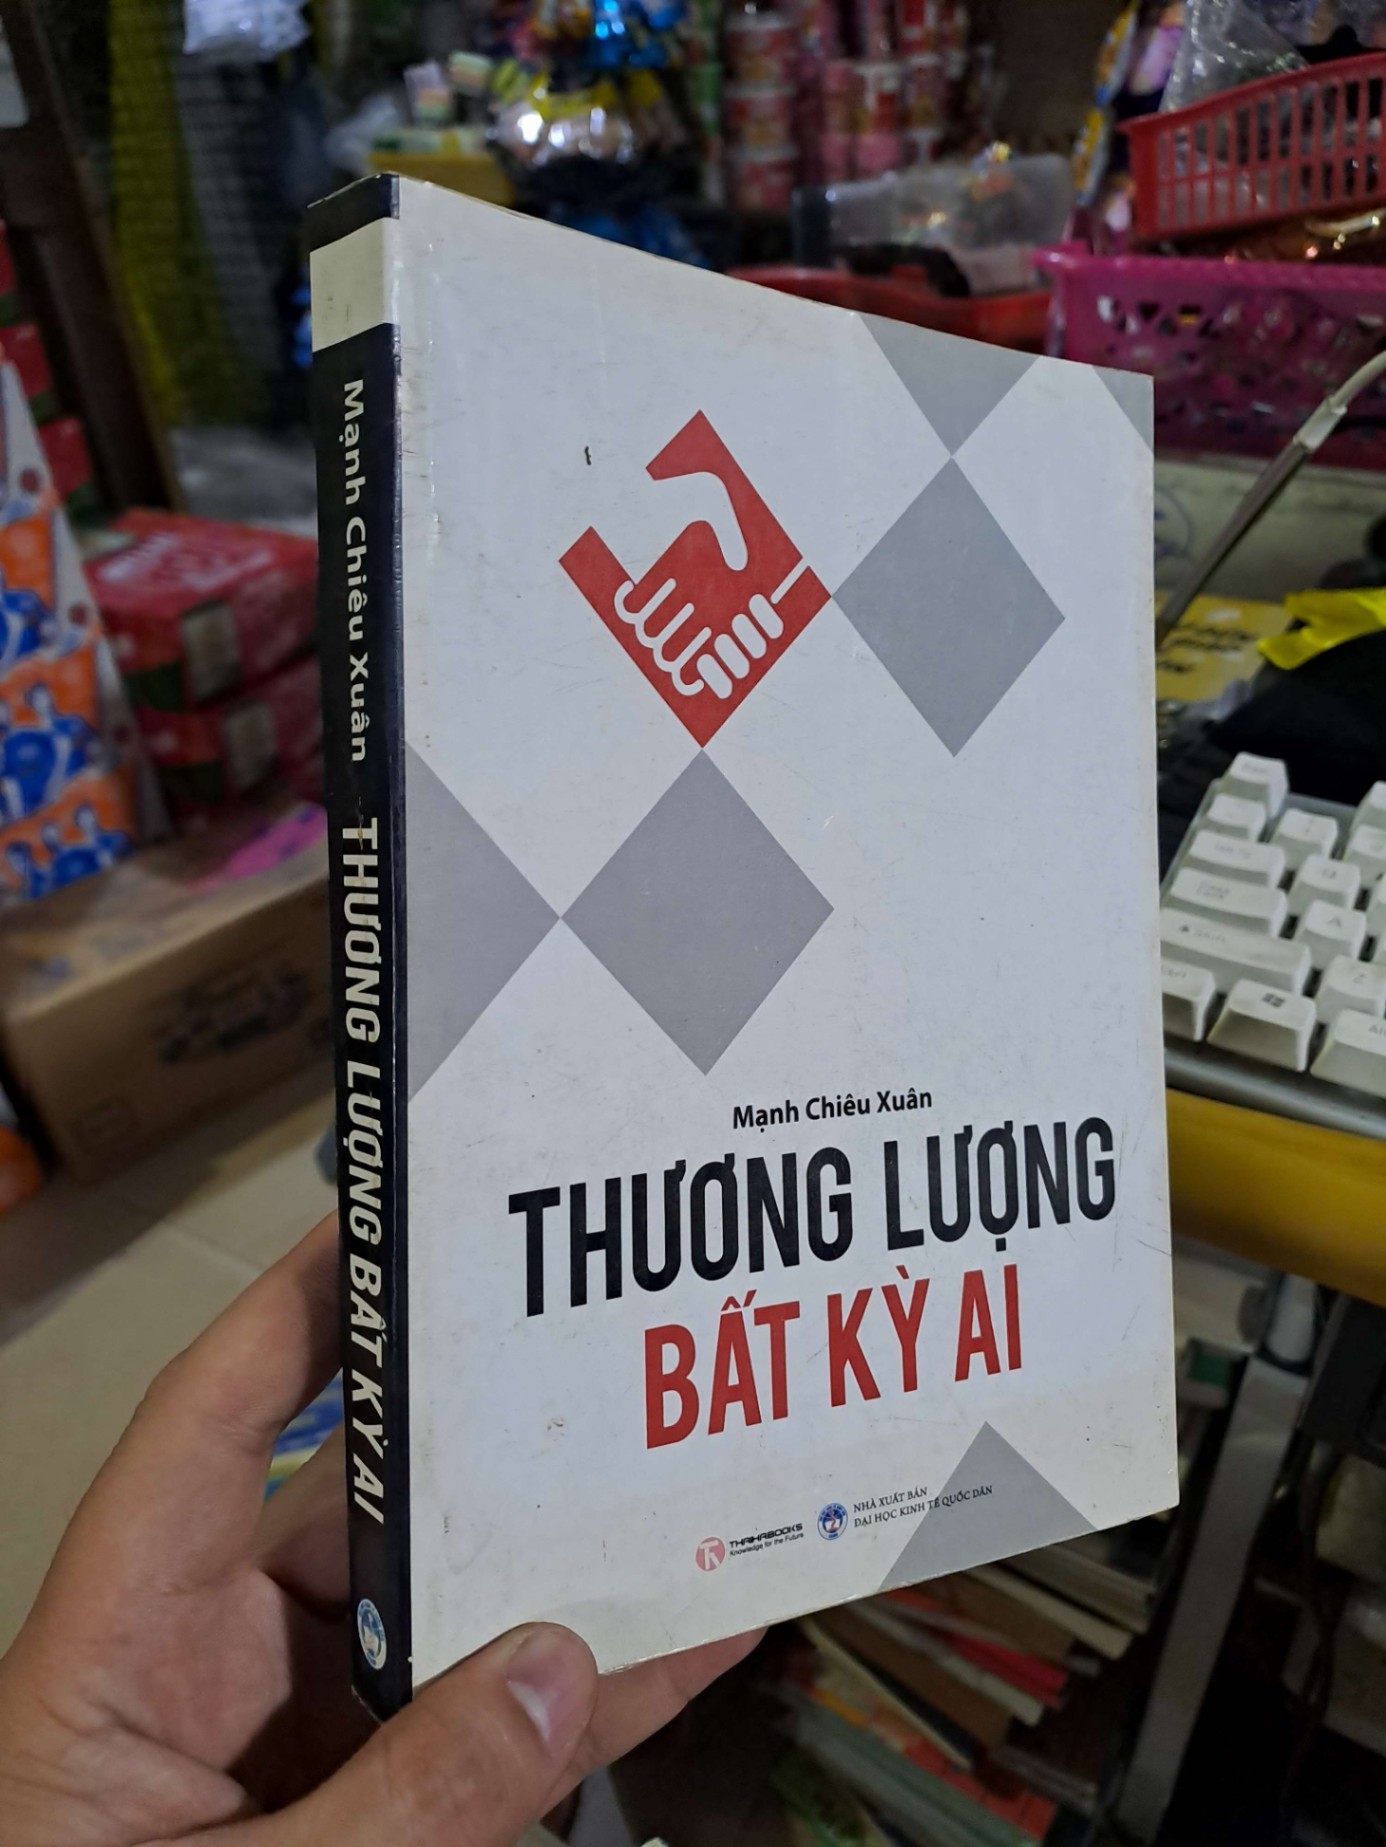 Mạnh Chiêu Xuân THƯƠNG LƯỢNG BẤT KỲ AI
Mạnh Chiêu Xuân
THƯƠNG LƯỢNG
BẤT KỲ AI
THAIHABOOKS
Knowledge for the Future
NHÀ XUẤT BẢN
ĐẠI HỌC KINH TẾ QUỐC DÂN
Q
A
Shift
Z